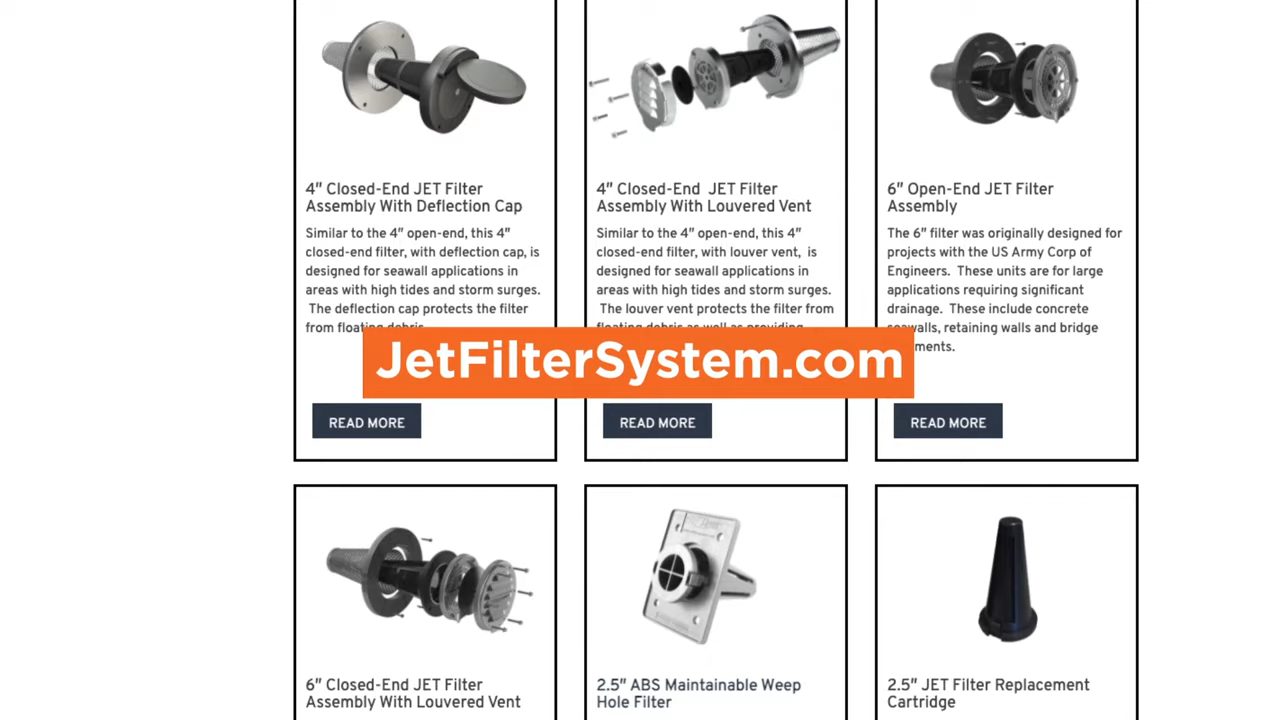 4″ Closed-End JET Filter
Assembly With Deflection Cap
Similar to the 4″ open-end, this 4″
closed-end filter, with deflection cap, is
designed for seawall applications in
areas with high tides and storm surges.
The deflection cap protects the filter
from floating debris.
READ MORE
4″ Closed-End JET Filter
Assembly With Louvered Vent
Similar to the 4″ open-end, this 4″
closed-end filter, with louver vent, is
designed for seawall applications in
areas with high tides and storm surges.
The louver vent protects the filter from
floating debris as well as providing
READ MORE
6″ Open-End JET Filter
Assembly
The 6″ filter was originally designed for
projects with the US Army Corp of
Engineers. These units are for large
applications requiring significant
drainage. These include concrete
seawalls, retaining walls and bridge
READ MORE
JetFilterSystem.com
6″ Closed-End JET Filter
Assembly With Louvered Vent
2.5″ ABS Maintainable Weep
Hole Filter
2.5″ JET Filter Replacement
Cartridge